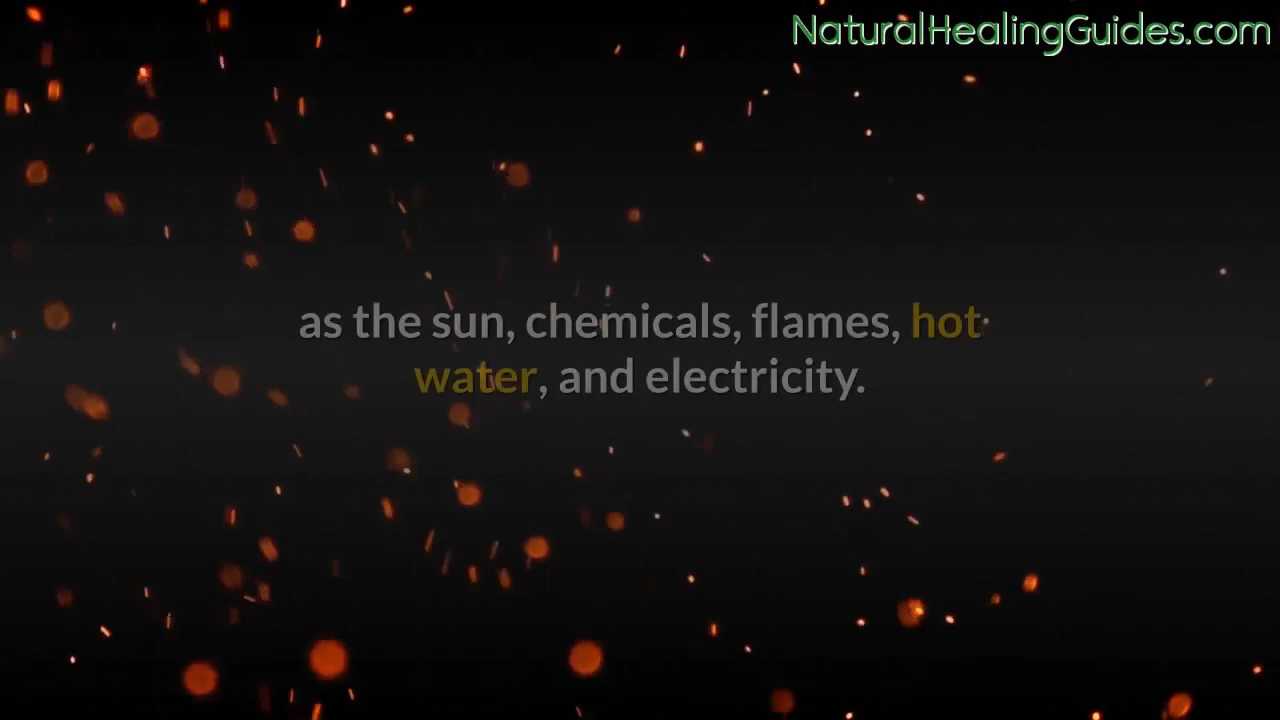 NaturalHealingGuides.com
as the sun, chemicals, flames, hot
water, and electricity.